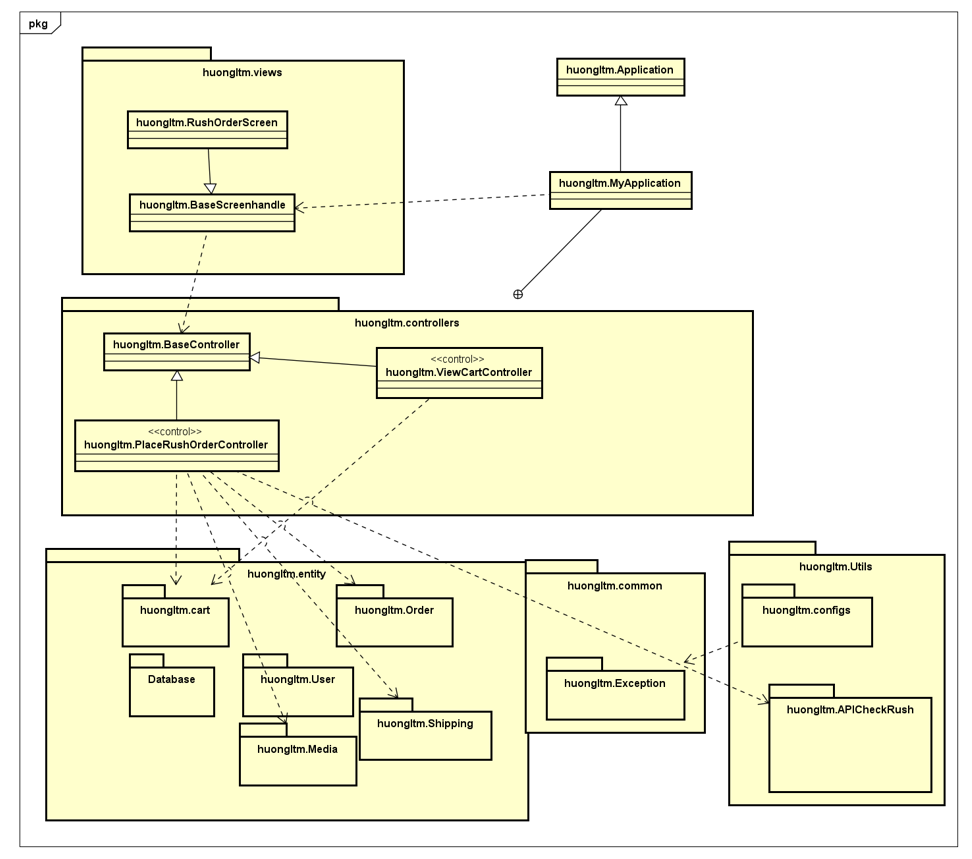 pkg
huongltm.views
huongltm.Application
huongltm.RushOrderScreen
huongltm.MyApplication
huongltm.BaseScreenhandle
huongltm.controllers
huongltm.BaseController
<<control>>
huongltm.ViewCartController
<<control>>
huongltm.PlaceRushOrderController
huongltm.entity
huongltm.common
huongltm.Utils
huongltm.cart
huongltm.Order
huongltm.configs
Database
huongltm.User
huongltm.Exception
huongltm.Shipping
huongltm.APICheckRush
huongltm.Media